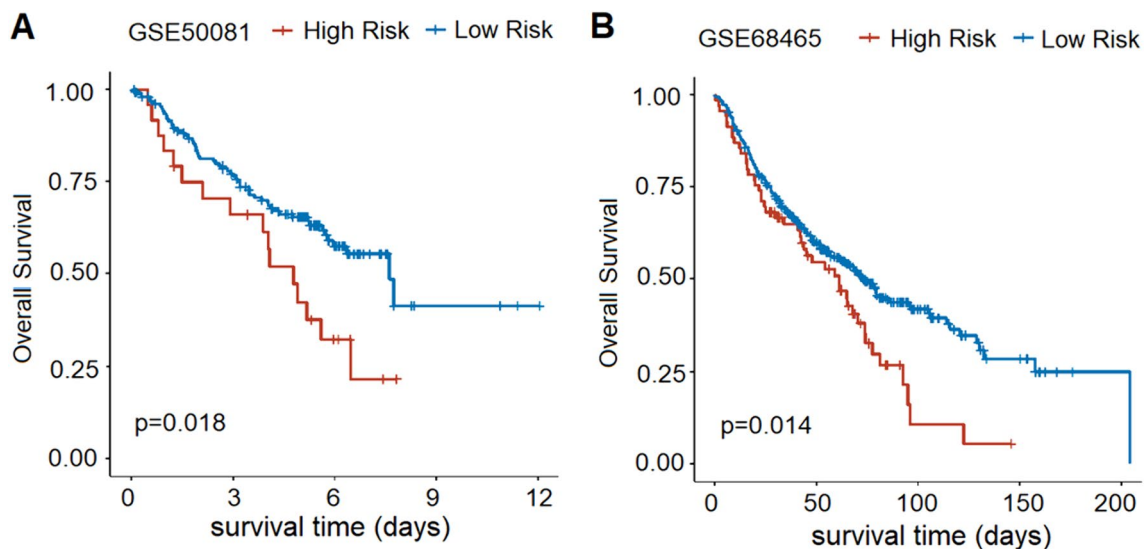 A
GSE50081 High Risk Low Risk
1.00
0.75
0.50
0.25
0.00
Overall Survival
p=0.018
0 3 6 9 12
survival time (days)
B
GSE68465 High Risk Low Risk
1.00
0.75
0.50
0.25
0.00
Overall Survival
p=0.014
0 50 100 150 200
survival time (days)